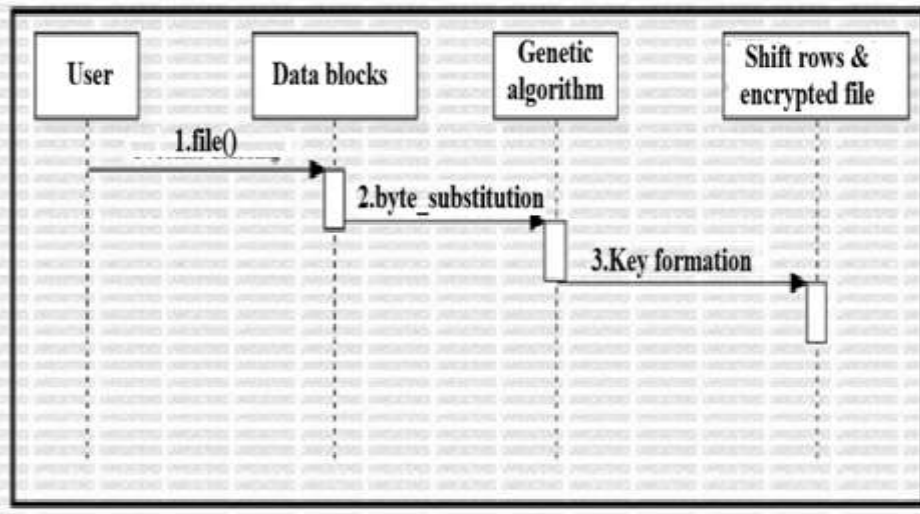 User
Data blocks
Genetic
algorithm
Shift rows &
encrypted file
1.file()
2.byte_substitution
3.Key formation